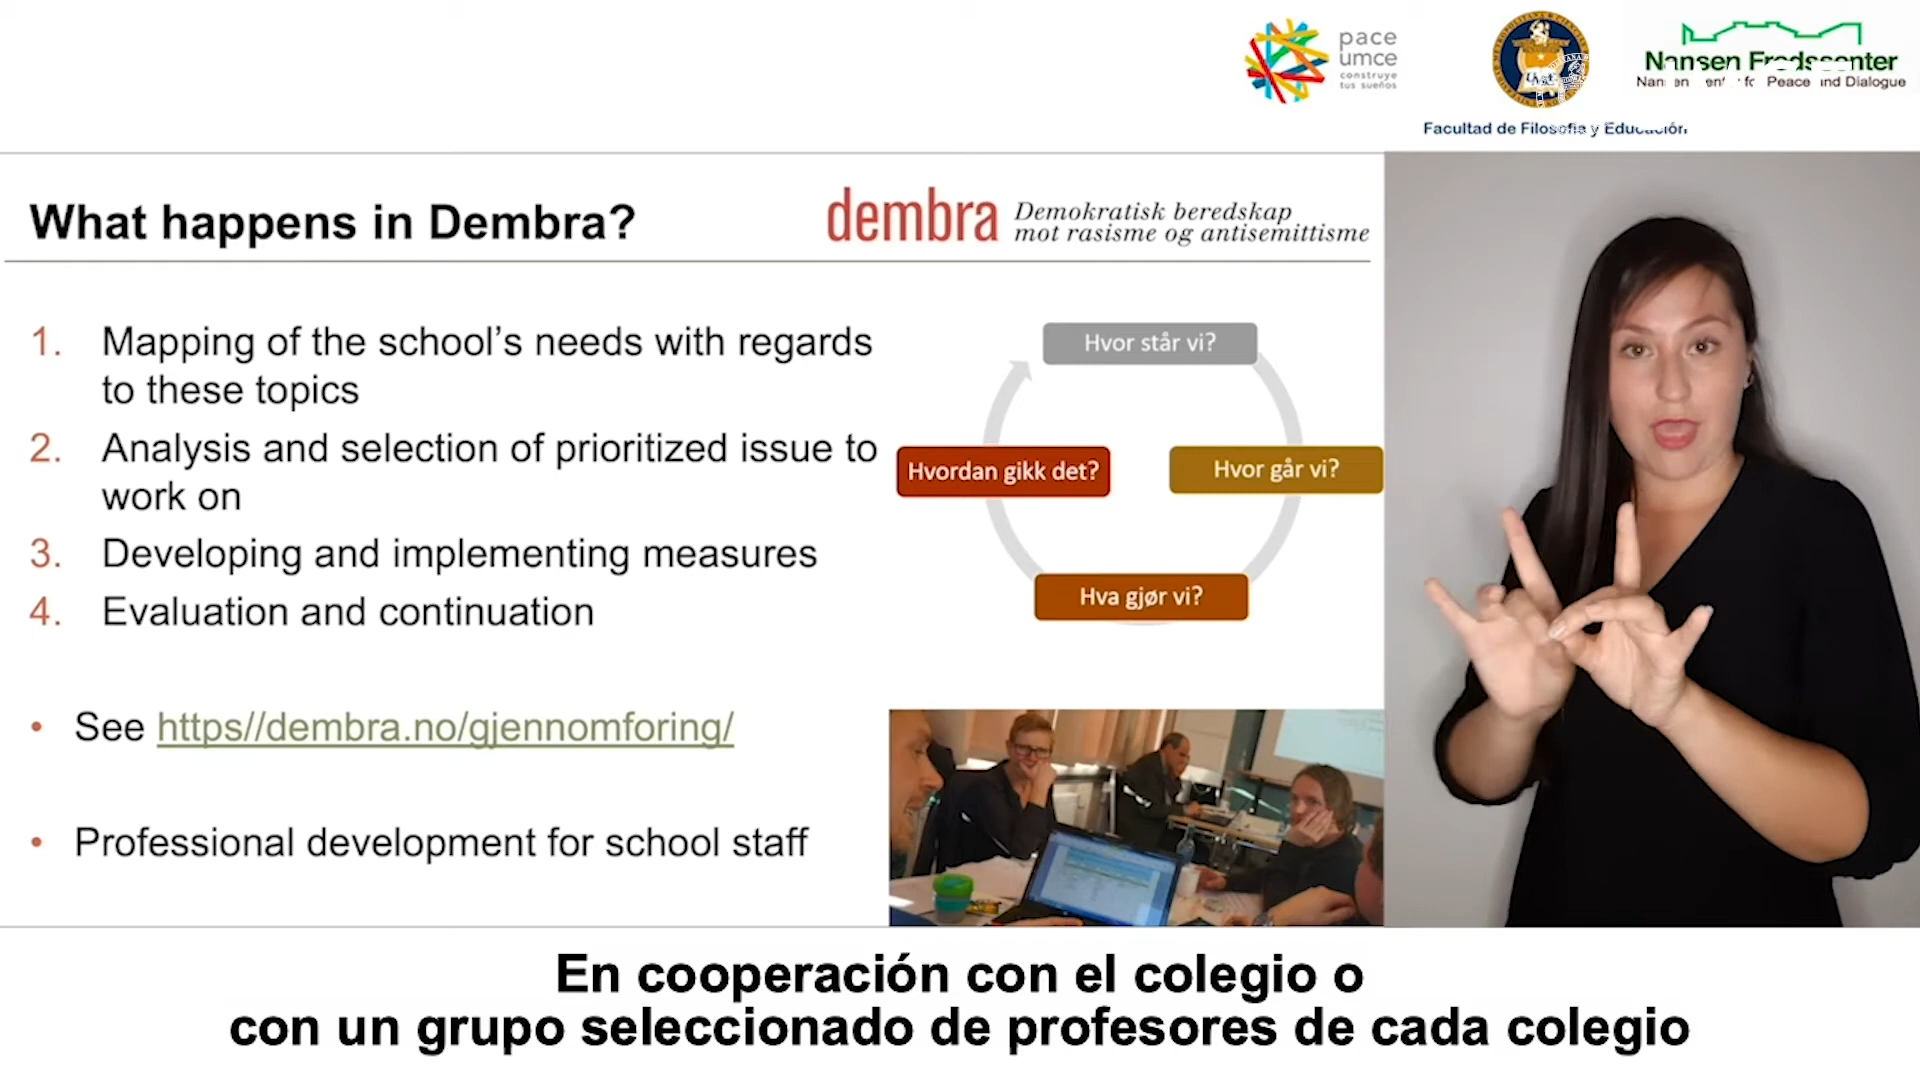 pace
umce
construye
tus sueños
Nansen Fredssenter
Peace and Dialogue
Facultad de Filosofía y Educación
What happens in Dembra?
dembra
Demokratisk beredskap
mot rasisme og antisemittisme
1. Mapping of the school's needs with regards
to these topics
2. Analysis and selection of prioritized issue to
work on
3. Developing and implementing measures
4. Evaluation and continuation
• See https//dembra.no/gjennomforing/
• Professional development for school staff
Hvor står vi?
Hvor går vi?
Hva gjør vi?
Hvordan gikk det?
En cooperación con el colegio o
con un grupo seleccionado de profesores de cada colegio